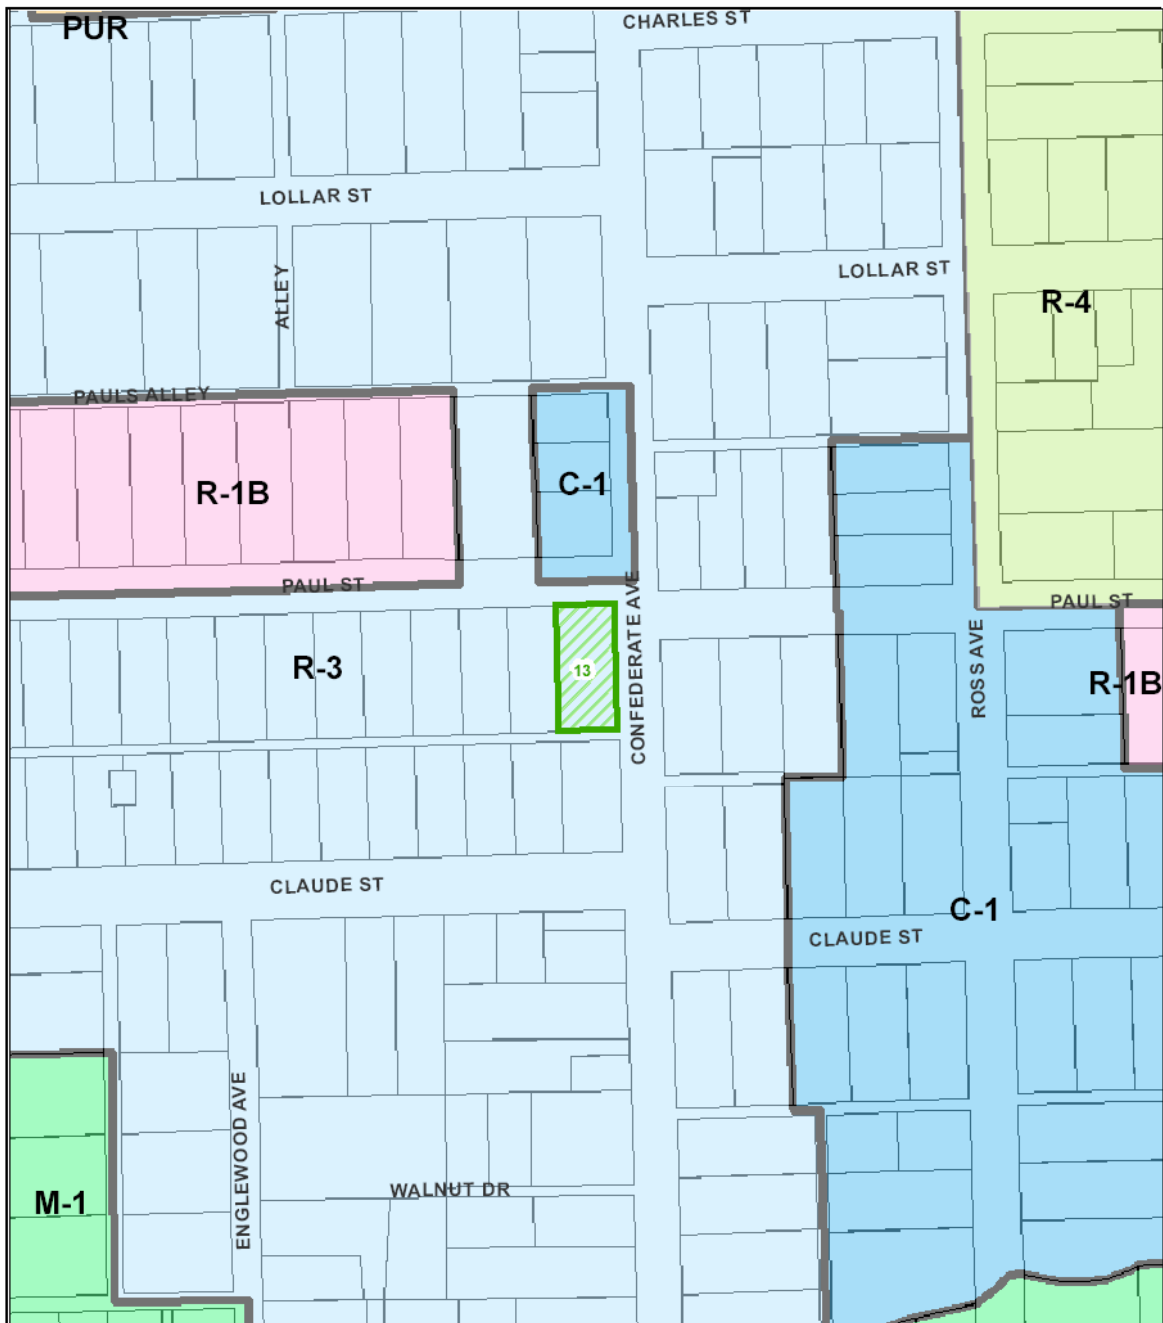 CHARLES ST
PUR
LOLLAR ST
LOLLAR ST
ALLEY
R-4
PAULS ALLEY
R-1B
C-1
PAUL ST
PAUL ST
CONFEDERATE AVE
ROSS AVE
R-3
13
R-1B
CLAUDE ST
C-1
CLAUDE ST
ENGLEWOOD AVE
WALNUT DR
M-1